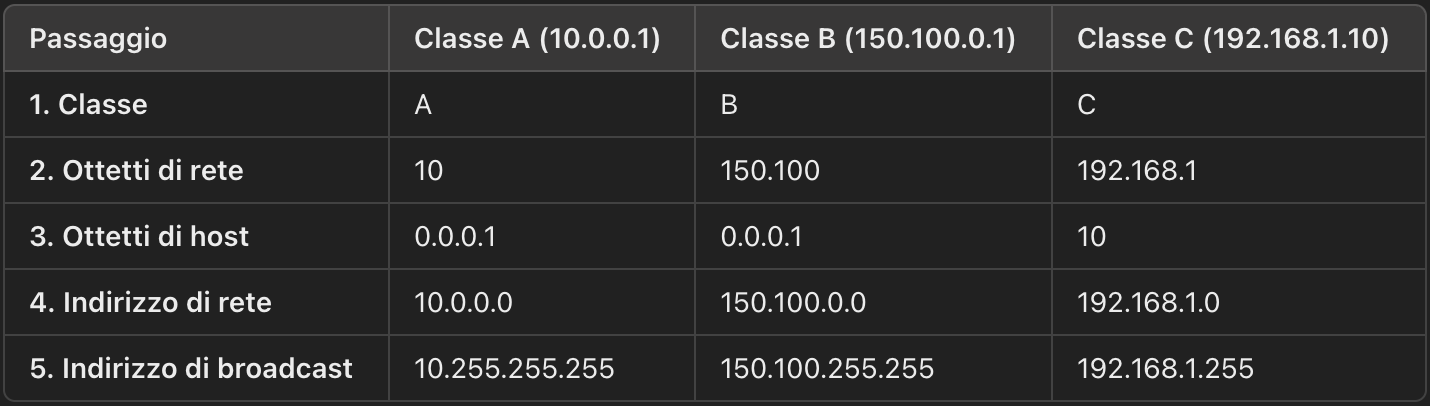 Passaggio Classe A (10.0.0.1) Classe B (150.100.0.1) Classe C (192.168.1.10)
1. Classe A B C
2. Ottetti di rete 10 150.100 192.168.1
3. Ottetti di host 0.0.0.1 0.0.0.1 10
4. Indirizzo di rete 10.0.0.0 150.100.0.0 192.168.1.0
5. Indirizzo di broadcast 10.255.255.255 150.100.255.255 192.168.1.255